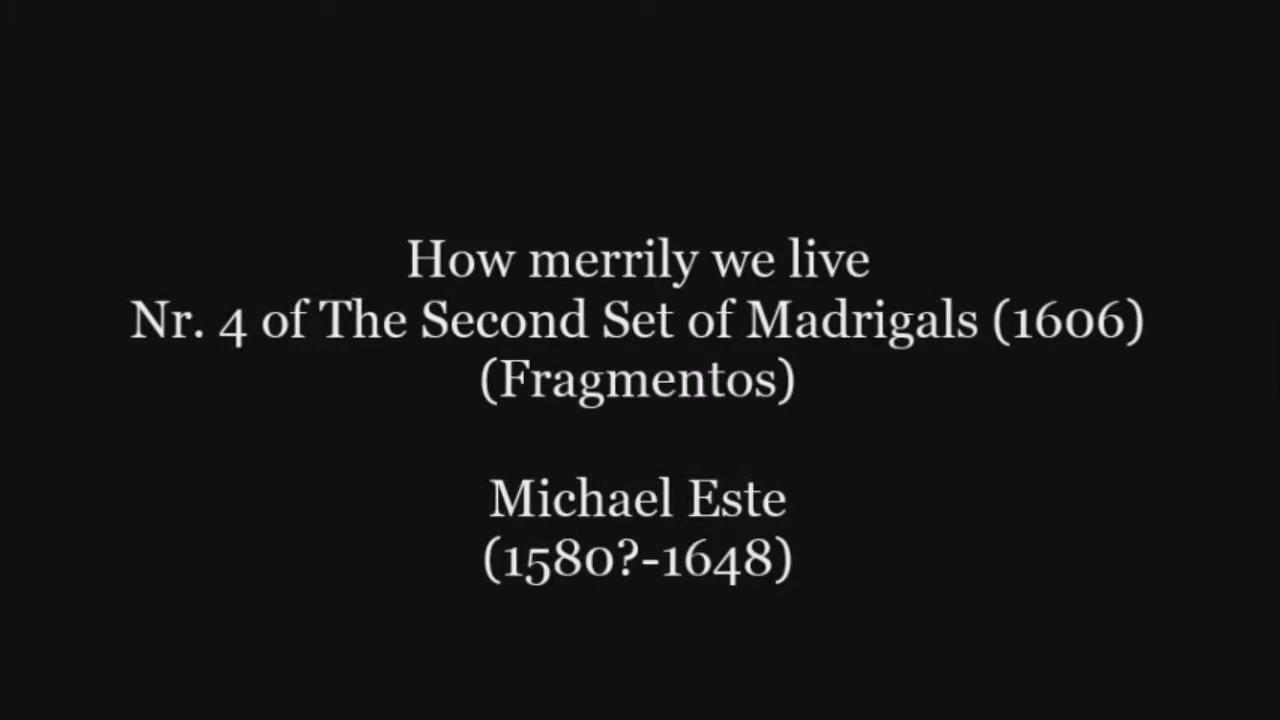 How merrily we live
Nr. 4 of The Second Set of Madrigals (1606)
(Fragmentos)
Michael Este
(1580?-1648)